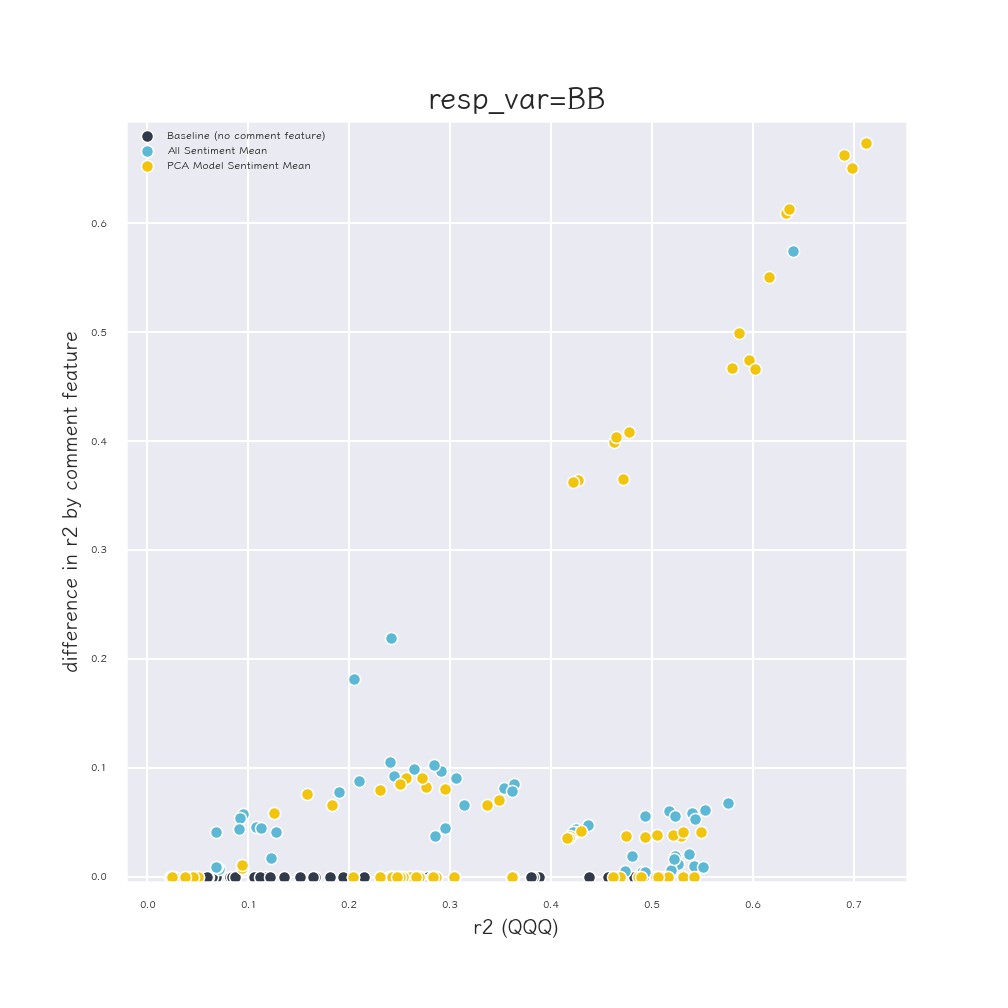 resp_var=BB
Baseline (no comment feature)
All Sentiment Mean
PCA Model Sentiment Mean
difference in r2 by comment feature
0.6
0.5
0.4
0.3
0.2
0.1
0.0
0.0 0.1 0.2 0.3 0.4 0.5 0.6 0.7
r2 (QQQ)